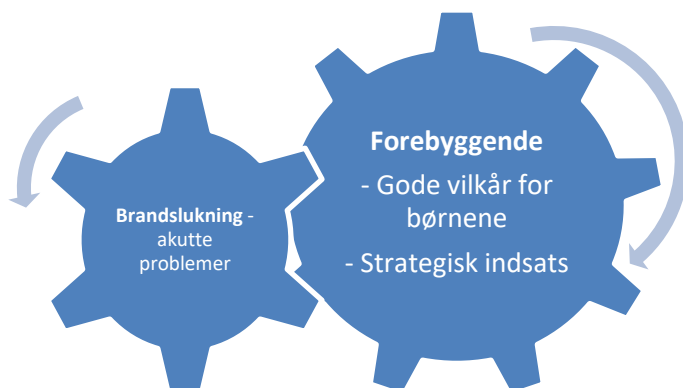 Brandslukning -
akutte
problemer
Forebyggende
- Gode vilkår for
børnene
- Strategisk indsats